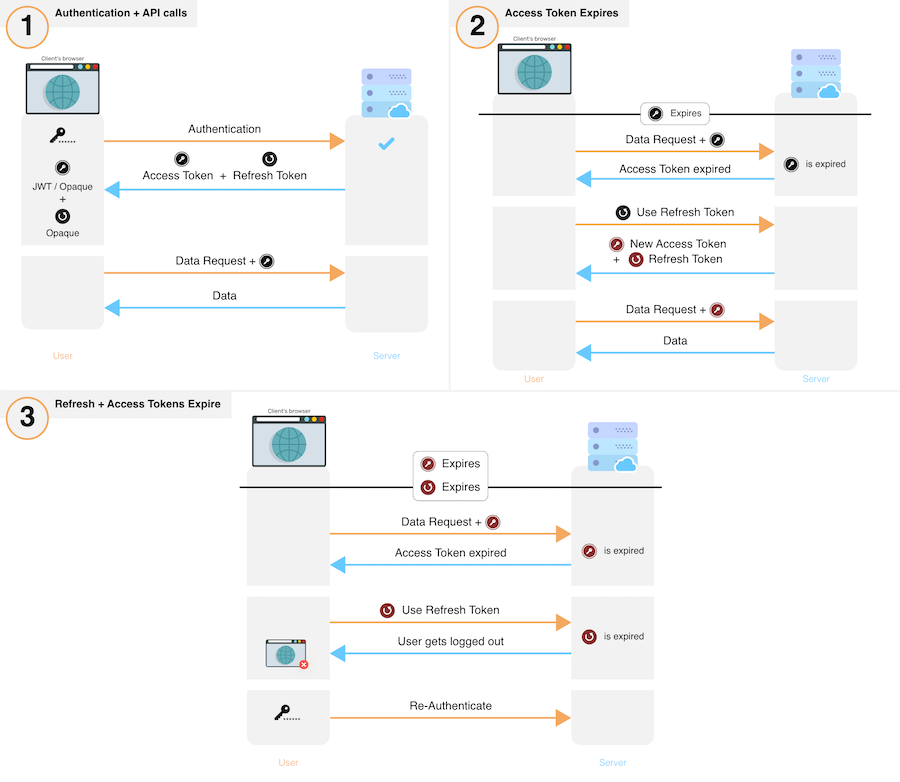 1
Authentication + API calls
Client's browser
Authentication
Access Token + Refresh Token
JWT / Opaque
+
Opaque
Data Request +
Data
User
Server
2
Access Token Expires
Client's browser
Expires
Data Request +
is expired
Access Token expired
Use Refresh Token
New Access Token
+ Refresh Token
Data Request +
Data
User
Server
3
Refresh + Access Tokens Expire
Client's browser
Expires
Expires
Data Request +
Access Token expired
is expired
Use Refresh Token
is expired
User gets logged out
Re-Authenticate
User
Server